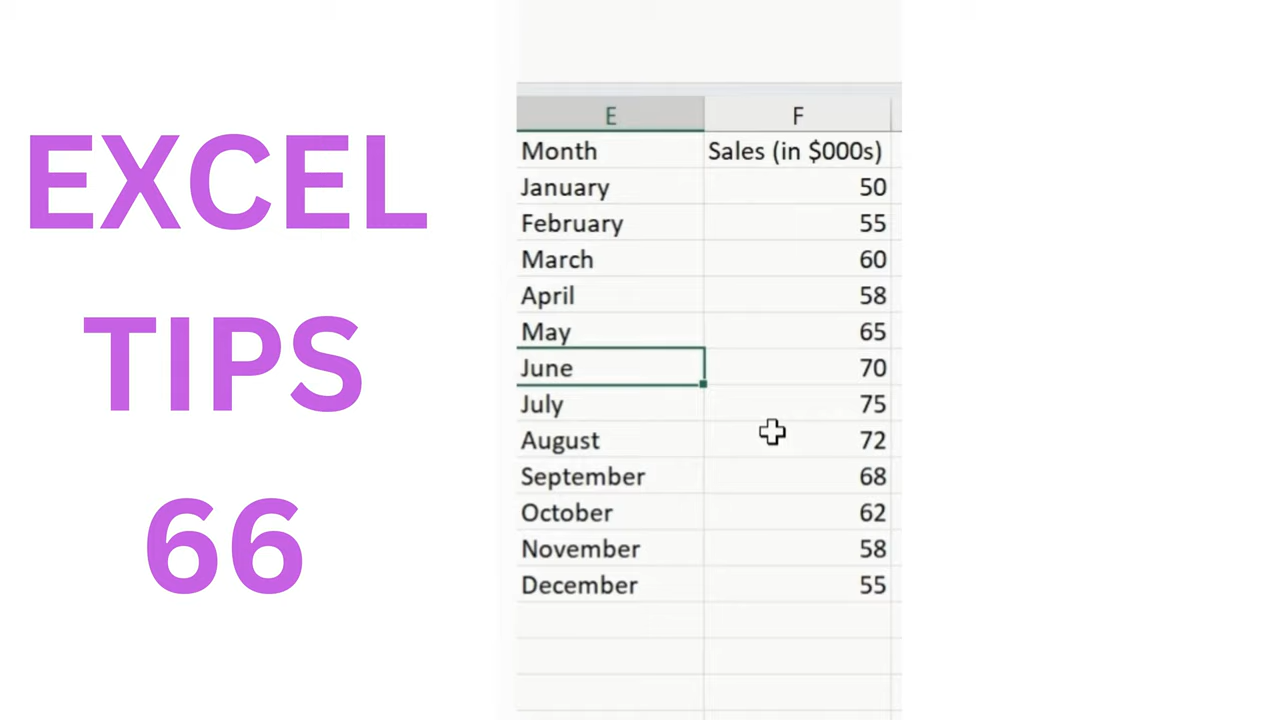 EXCEL
TIPS
66
E F
Month Sales (in $000s)
January 50
February 55
March 60
April 58
May 65
June 70
July 75
August 72
September 68
October 62
November 58
December 55